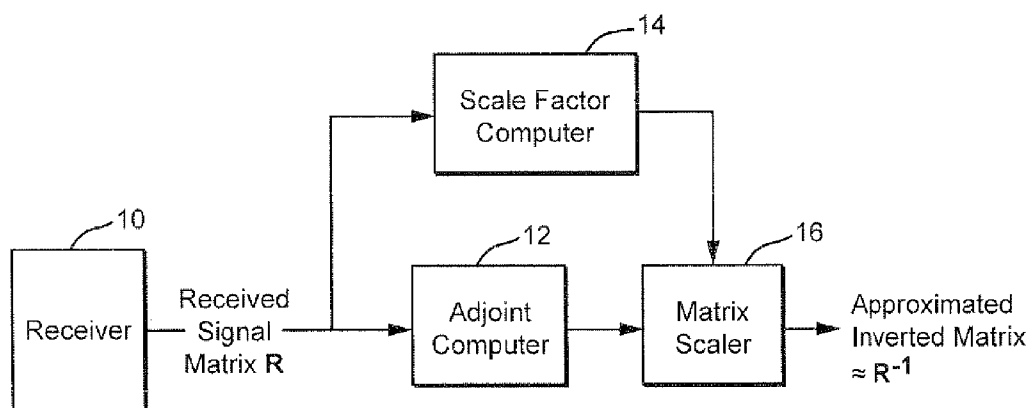 14
Scale Factor
Computer
10
Receiver
Received
Signal
Matrix R
12
Adjoint
Computer
16
Matrix
Scaler
Approximated
Inverted Matrix
≈ R⁻¹